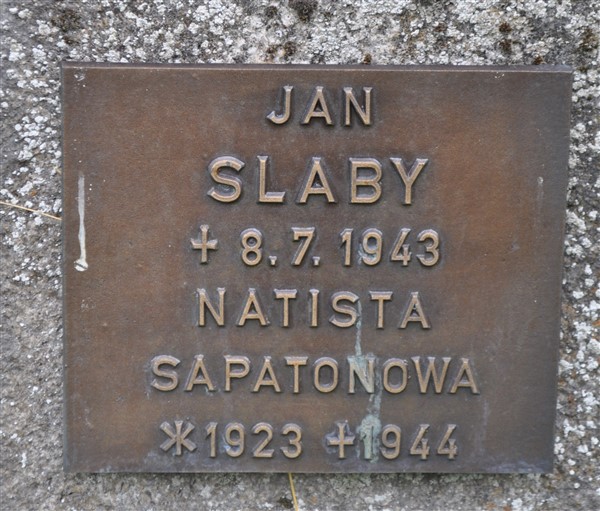 JAN
SLABY
✝ 8.7.1943
NATISTA
SAPATONOWA
* 1923 ✝ 1944